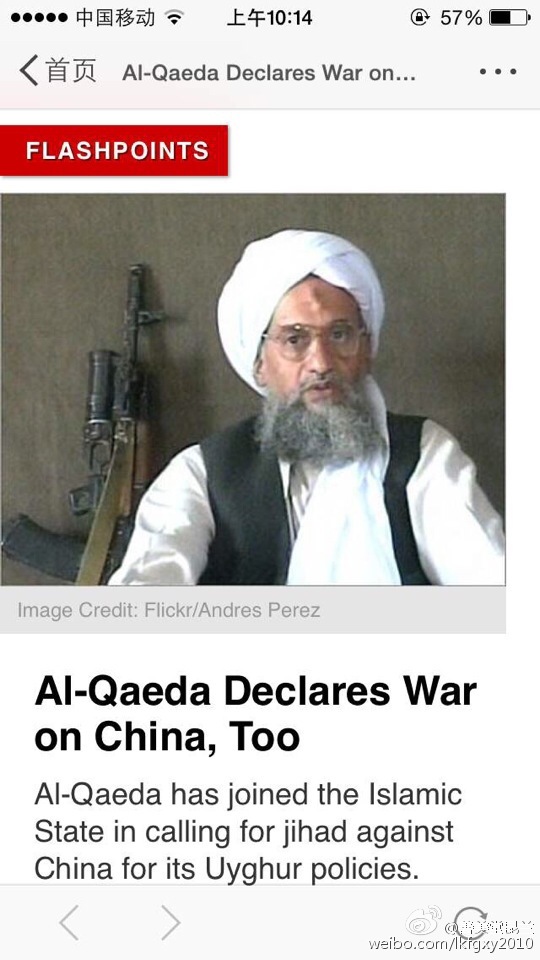 中国移动 上午10:14 57%
首页 Al-Qaeda Declares War on…
FLASHPOINTS
Image Credit: Flickr/Andres Perez
Al-Qaeda Declares War
on China, Too
Al-Qaeda has joined the Islamic
State in calling for jihad against
China for its Uyghur policies.
weibo.com/lkfgxy2010